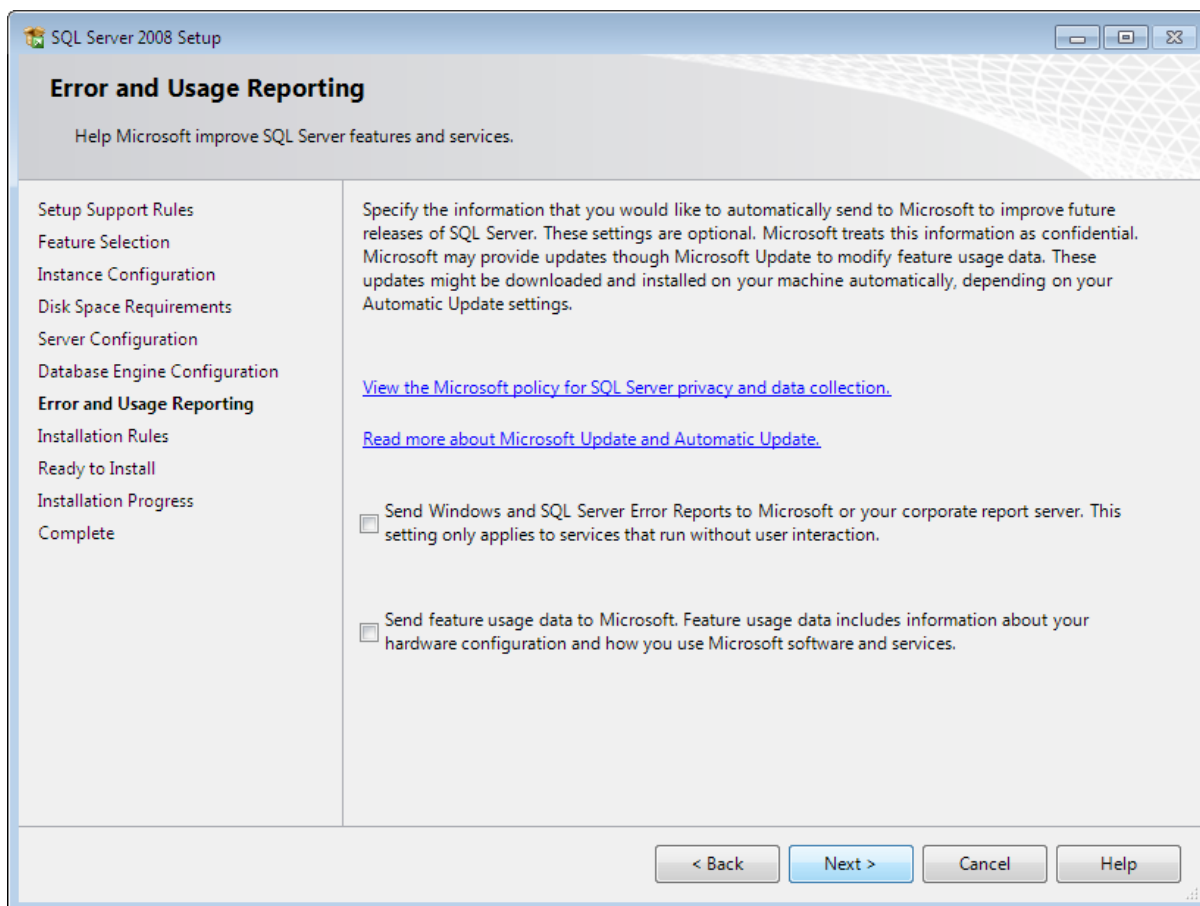 SQL Server 2008 Setup
Error and Usage Reporting
Help Microsoft improve SQL Server features and services.
Setup Support Rules
Feature Selection
Instance Configuration
Disk Space Requirements
Server Configuration
Database Engine Configuration
Error and Usage Reporting
Installation Rules
Ready to Install
Installation Progress
Complete
Specify the information that you would like to automatically send to Microsoft to improve future
releases of SQL Server. These settings are optional. Microsoft treats this information as confidential.
Microsoft may provide updates though Microsoft Update to modify feature usage data. These
updates might be downloaded and installed on your machine automatically, depending on your
Automatic Update settings.
View the Microsoft policy for SQL Server privacy and data collection.
Read more about Microsoft Update and Automatic Update.
Send Windows and SQL Server Error Reports to Microsoft or your corporate report server. This
setting only applies to services that run without user interaction.
Send feature usage data to Microsoft. Feature usage data includes information about your
hardware configuration and how you use Microsoft software and services.
< Back
Next >
Cancel
Help